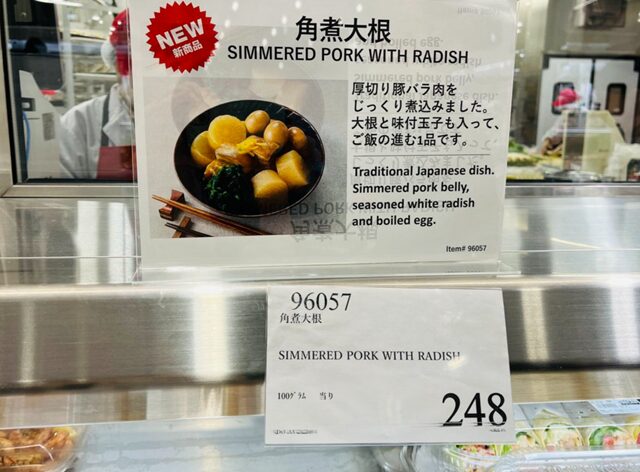 NEW
新商品
角煮大根
SIMMERED PORK WITH RADISH
厚切り豚バラ肉を
じっくり煮込みました。
大根と味付玉子も入って、
ご飯の進む1品です。
Traditional Japanese dish.
Simmered pork belly,
seasoned white radish
and boiled egg.
Item# 96057
96057
角煮大根
SIMMERED PORK WITH RADISH
100グラム 当り
248